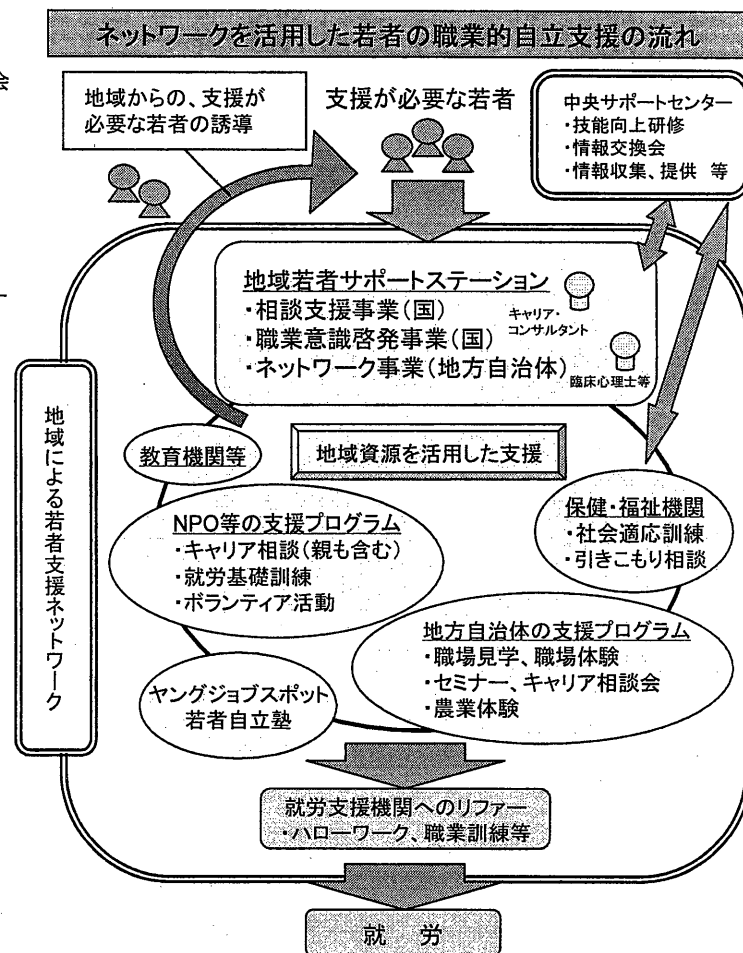 ネットワークを活用した若者の職業的自立支援の流れ
会
地域からの、支援が
必要な若者の誘導
支援が必要な若者
中央サポートセンター
・技能向上研修
・情報交換会
・情報収集、提供 等
地域若者サポートステーション
・相談支援事業(国)
・職業意識啓発事業(国)
・ネットワーク事業(地方自治体)
キャリア・
コンサルタント
臨床心理士等
地域による若者支援ネットワーク
教育機関等
地域資源を活用した支援
NPO等の支援プログラム
・キャリア相談(親も含む)
・就労基礎訓練
・ボランティア活動
保健・福祉機関
・社会適応訓練
・引きこもり相談
地方自治体の支援プログラム
・職場見学、職場体験
・セミナー、キャリア相談会
・農業体験
ヤングジョブスポット
若者自立塾
就労支援機関へのリファー
・ハローワーク、職業訓練等
就 労